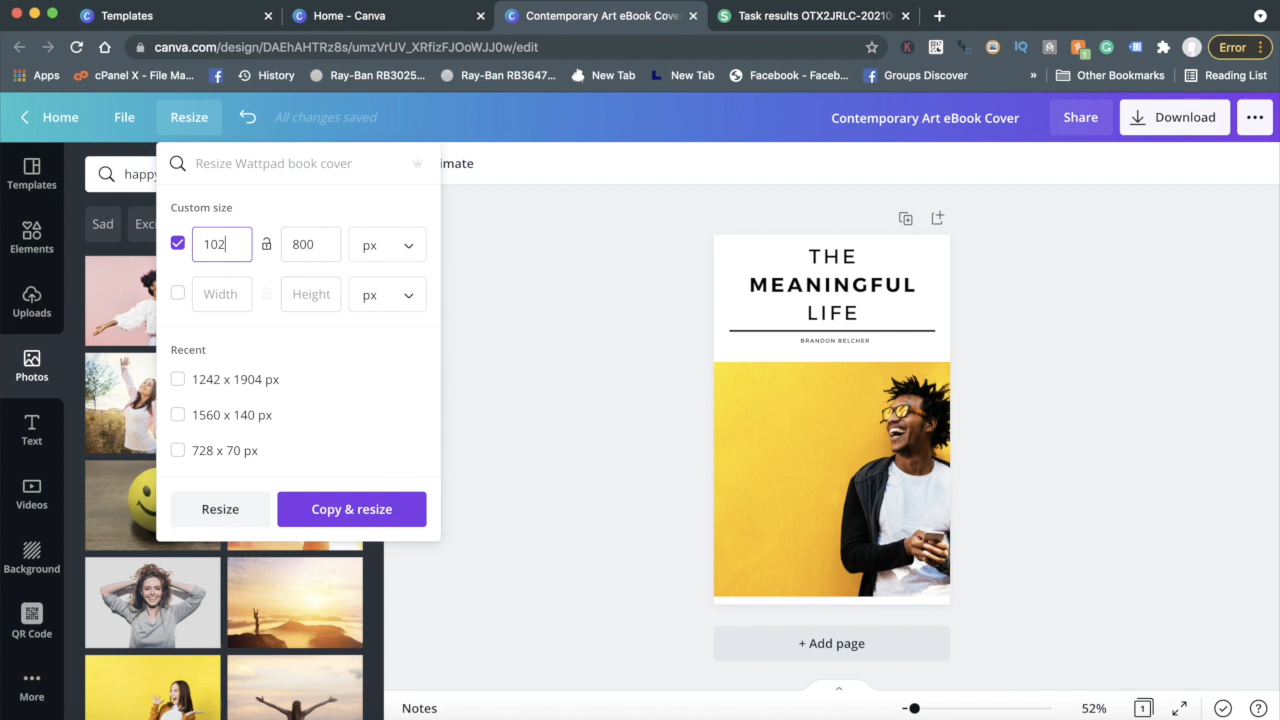 Templates
Home - Canva
Contemporary Art eBook Cove
Task results OTX2JRLC-20210
canva.com/design/DAEhAHTRz8s/umzVrUV_XRfizFJOoWJJ0w/edit
K
IQ
1
Error
Apps
cPanel X - File Ma...
History
Ray-Ban RB3025...
Ray-Ban RB3647...
New Tab
New Tab
Facebook - Faceb...
Groups Discover
»
Other Bookmarks
Reading List
Home
File
Resize
All changes saved
Contemporary Art eBook Cover
Share
Download
Templates
Elements
Uploads
Photos
Text
Videos
Background
QR Code
More
happy
Sad
Exci
Resize Wattpad book cover
imate
Custom size
102
800
px
Width
Height
px
Recent
1242 x 1904 px
1560 x 140 px
728 x 70 px
Resize
Copy & resize
THE
MEANINGFUL
LIFE
BRANDON BELCHER
+ Add page
Notes
52%
1
?